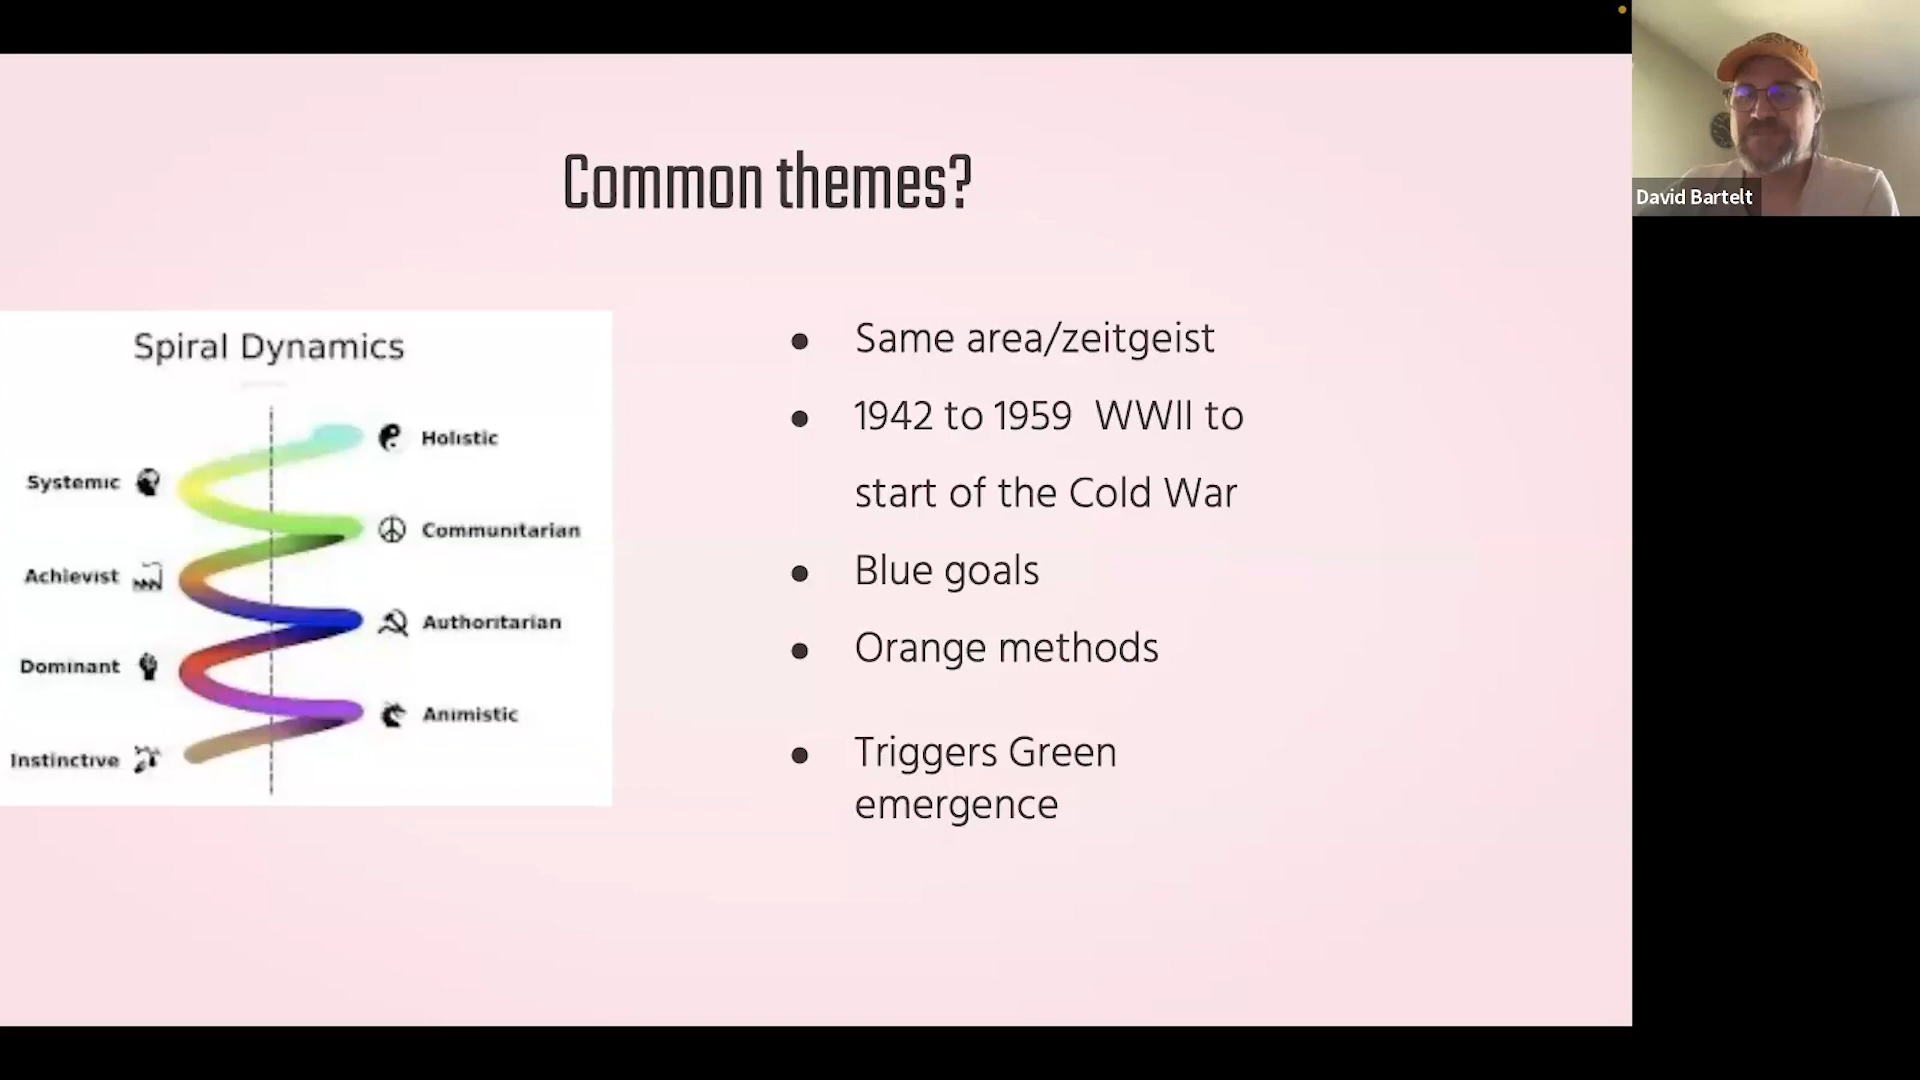 Common themes?
Spiral Dynamics
Holistic
Systemic
Communitarian
Achievist
Authoritarian
Dominant
Animistic
Instinctive
Same area/zeitgeist
1942 to 1959 WWII to
start of the Cold War
Blue goals
Orange methods
Triggers Green
emergence
David Bartelt